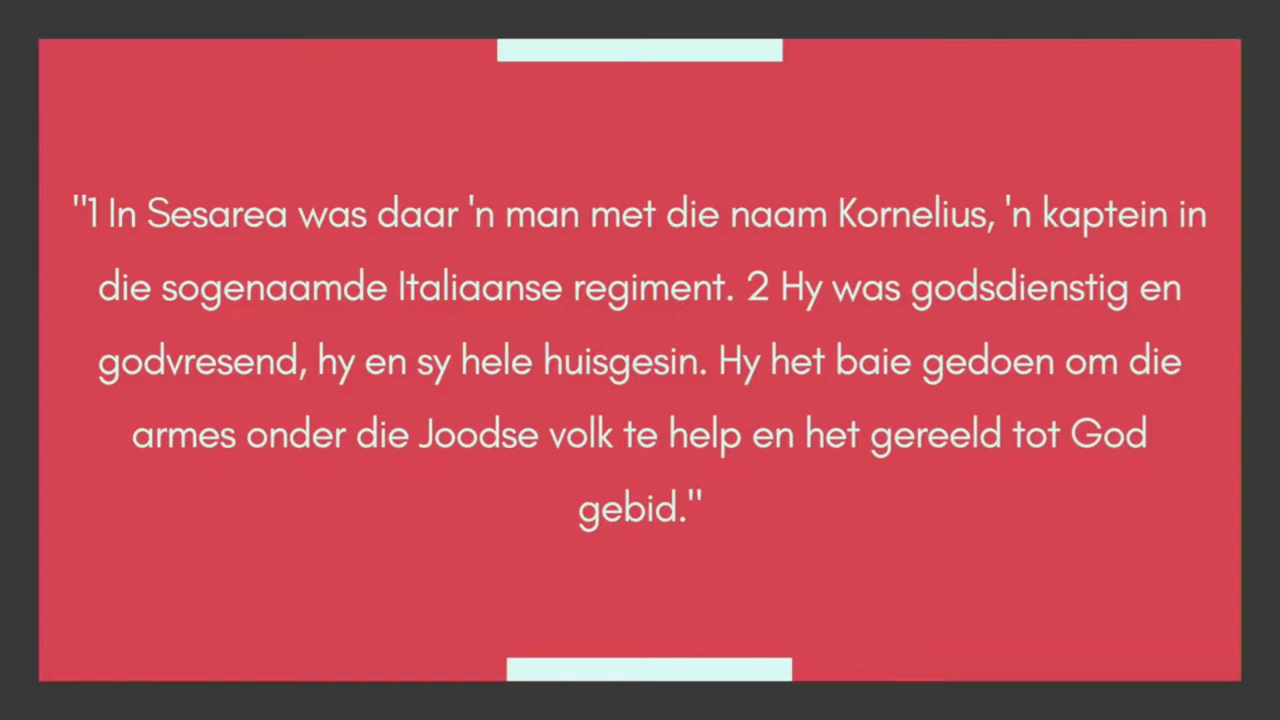 "1 In Sesarea was daar 'n man met die naam Kornelius, 'n kaptein in
die sogenaamde Italiaanse regiment. 2 Hy was godsdienstig en
godvresend, hy en sy hele huisgesin. Hy het baie gedoen om die
armes onder die Joodse volk te help en het gereeld tot God
gebid."